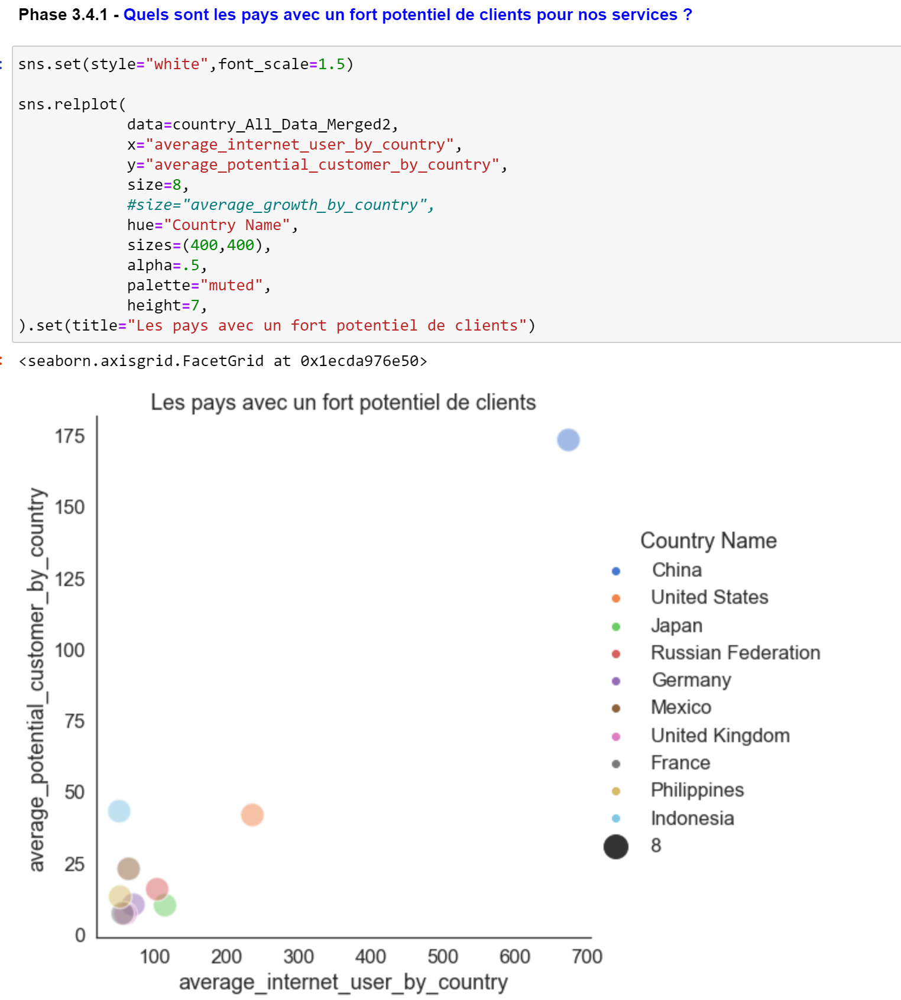 Phase 3.4.1 - Quels sont les pays avec un fort potentiel de clients pour nos services ?
:
sns.set(style="white",font_scale=1.5)
sns.relplot(
data=country_All_Data_Merged2,
x="average_internet_user_by_country",
y="average_potential_customer_by_country",
size=8,
#size="average_growth_by_country",
hue="Country Name",
sizes=(400,400),
alpha=.5,
palette="muted",
height=7,
).set(title="Les pays avec un fort potentiel de clients")
:
<seaborn.axisgrid.FacetGrid at 0x1ecda976e50>
Les pays avec un fort potentiel de clients
average_potential_customer_by_country
175
150
125
100
75
50
25
0
100 200 300 400 500 600 700
average_internet_user_by_country
Country Name
China
United States
Japan
Russian Federation
Germany
Mexico
United Kingdom
France
Philippines
Indonesia
8